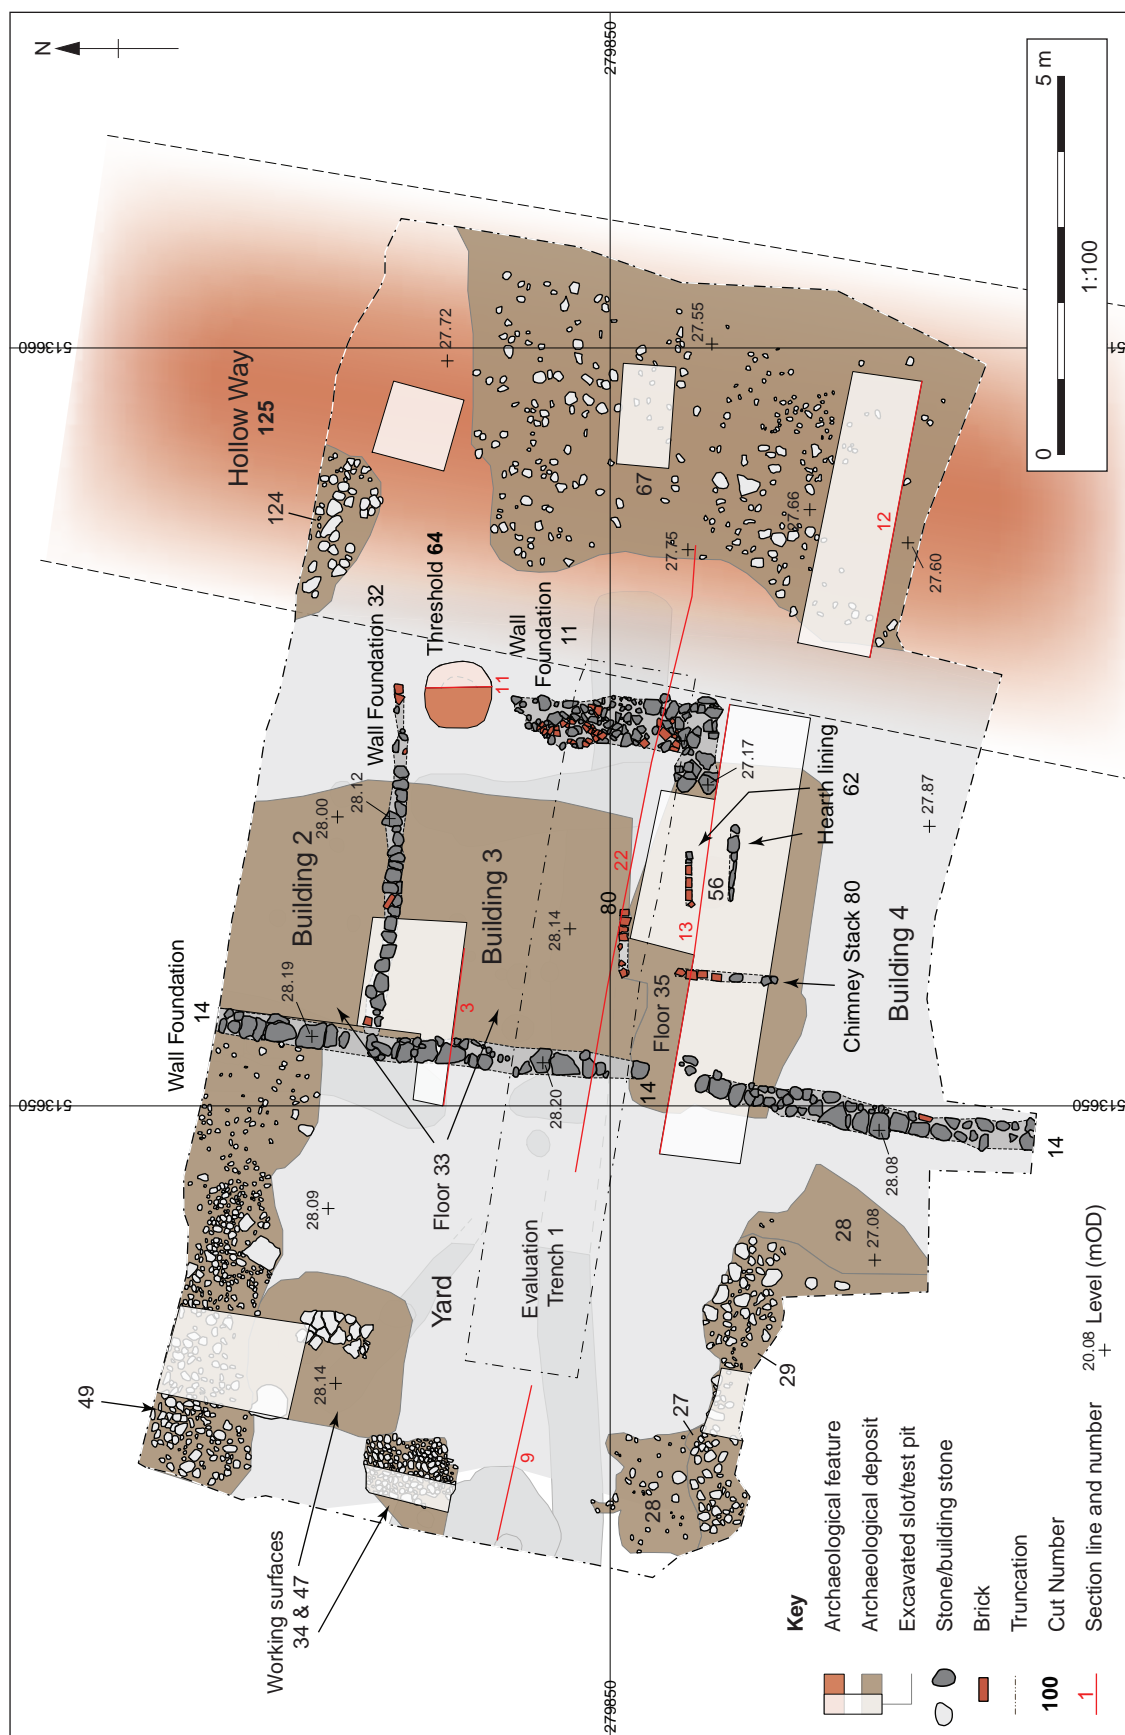 N
279850
513660
Hollow Way
125
124
27.72
27.55
67
27.66
27.75
12
27.60
Wall Foundation 32
Threshold 64
11
Wall
Foundation
11
28.00
28.12
Building 2
Building 3
28.14
22
80
27.17
Hearth lining
62
56
13
27.87
Chimney Stack 80
Building 4
Floor 35
Wall Foundation
14
28.19
3
28.20
14
513650
28.08
14
Floor 33
28.09
Yard
Evaluation
Trench 1
28
27.08
29
27
28
49
28.14
9
Working surfaces
34 & 47
279850
0
5 m
1:100
Key
Archaeological feature
Archaeological deposit
Excavated slot/test pit
Stone/building stone
Brick
Truncation
100 Cut Number
1 Section line and number
20.08 Level (mOD)